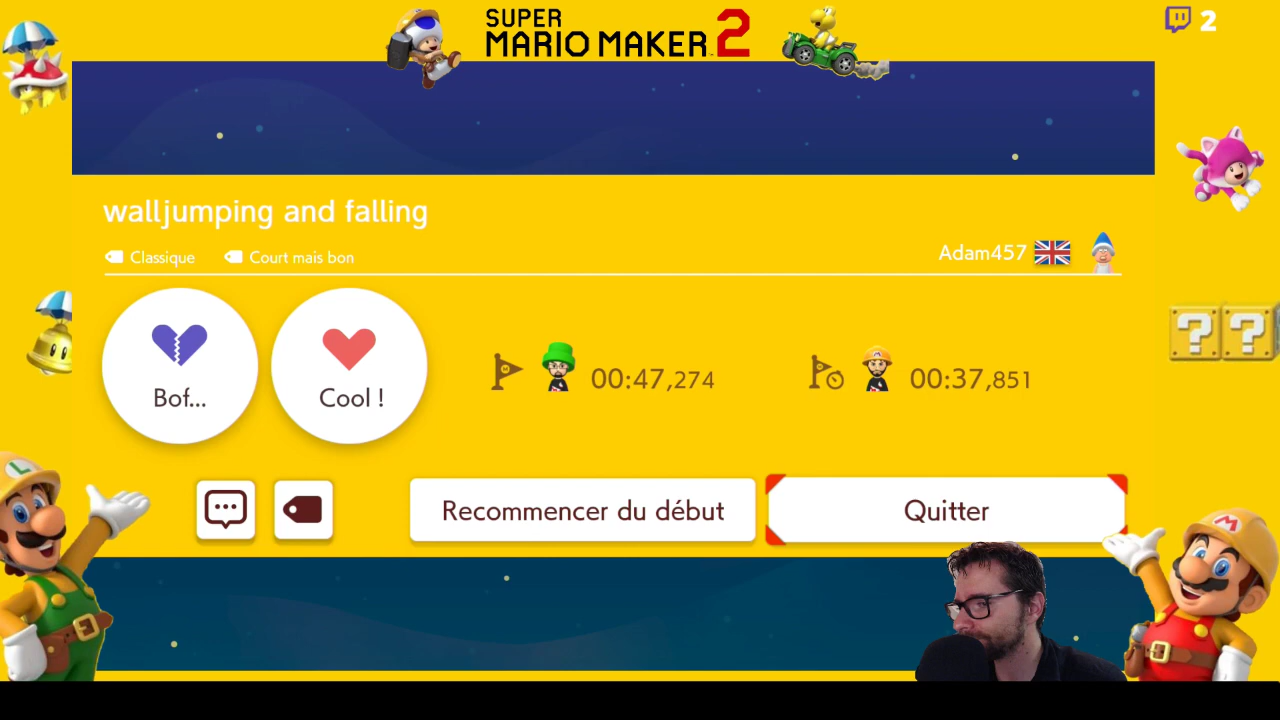 SUPER
MARIO MAKER 2
2
walljumping and falling
Classique
Court mais bon
Adam457
Bof...
Cool !
00:47,274
00:37,851
Recommencer du début
Quitter
? ?
L
M